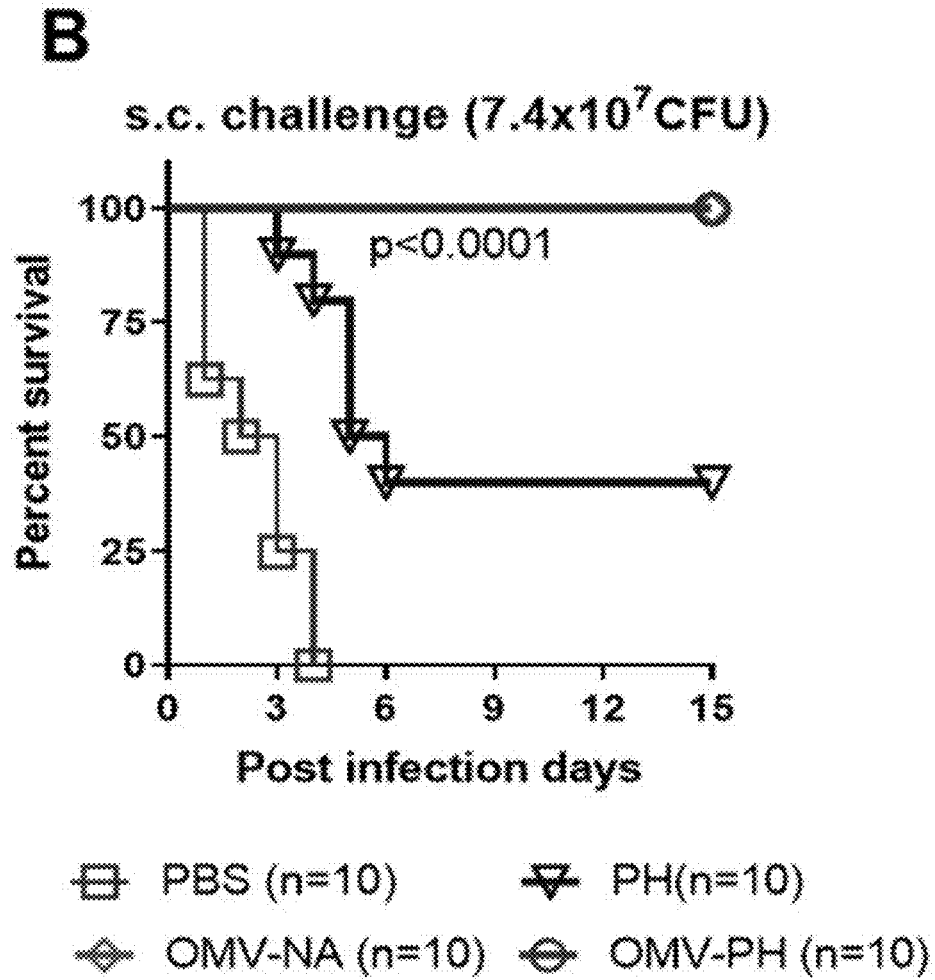 B
s.c. challenge (7.4x10⁷CFU)
100
p<0.0001
75
50
25
0
Percent survival
0 3 6 9 12 15
Post infection days
PBS (n=10) PH(n=10)
OMV-NA (n=10) OMV-PH (n=10)